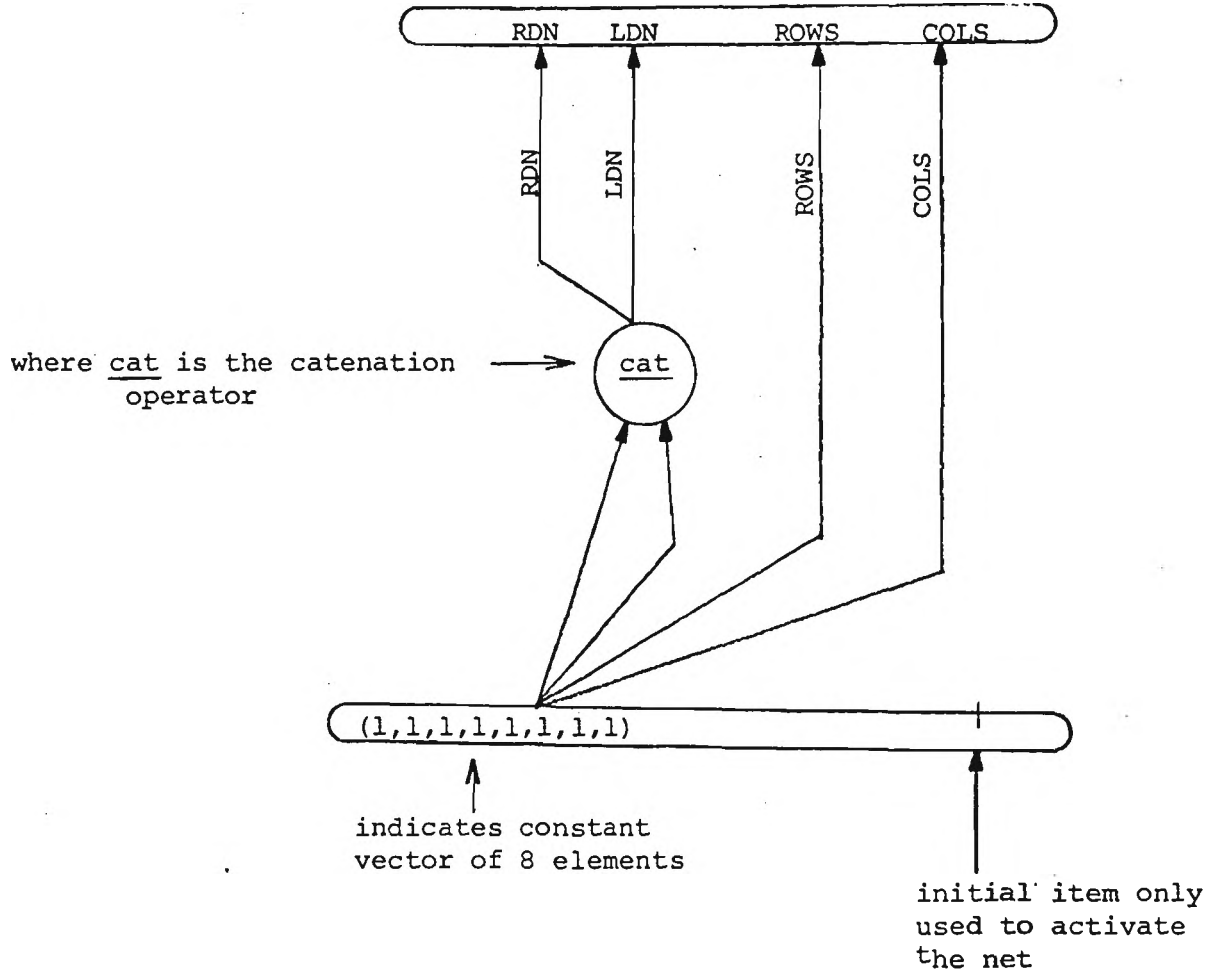 RDN LDN ROWS COLS
RDN
LDN
ROWS
COLS
where cat is the catenation
operator
cat
(1,1,1,1,1,1,1,1)
indicates constant
vector of 8 elements
initial item only
used to activate
the net